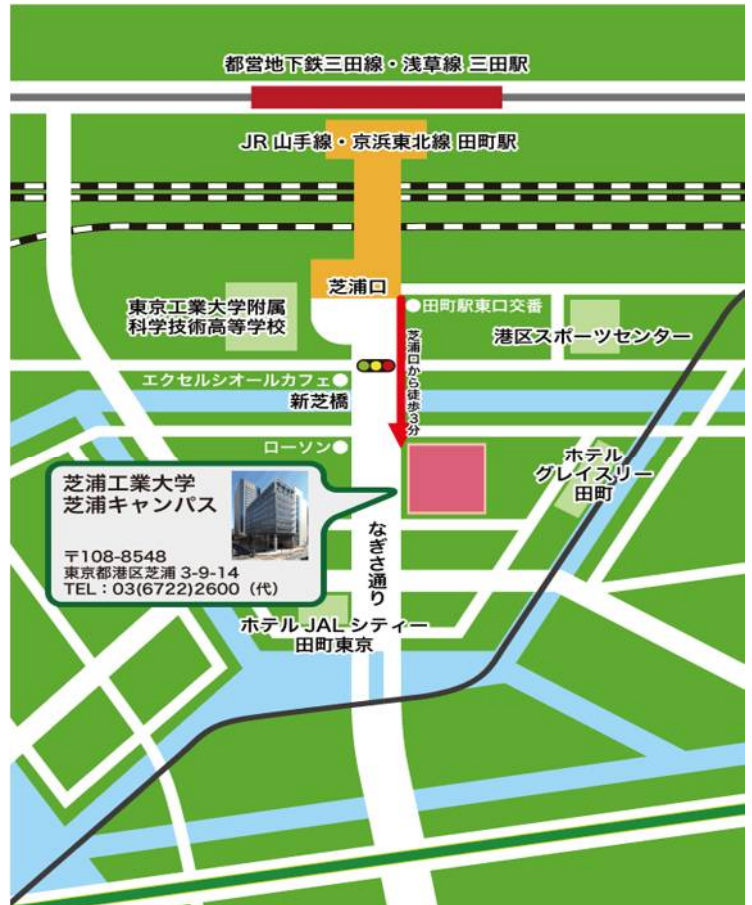 都営地下鉄三田線・浅草線 三田駅
JR 山手線・京浜東北線 田町駅
芝浦口
田町駅東口交番
東京工業大学附属
科学技術高等学校
港区スポーツセンター
芝浦口から徒歩3分
エクセルシオールカフェ
新芝橋
ローソン
ホテル
グレイスリー
田町
芝浦工業大学
芝浦キャンパス
〒108-8548
東京都港区芝浦 3-9-14
TEL：03(6722)2600（代）
なぎさ通り
ホテル JAL シティー
田町東京